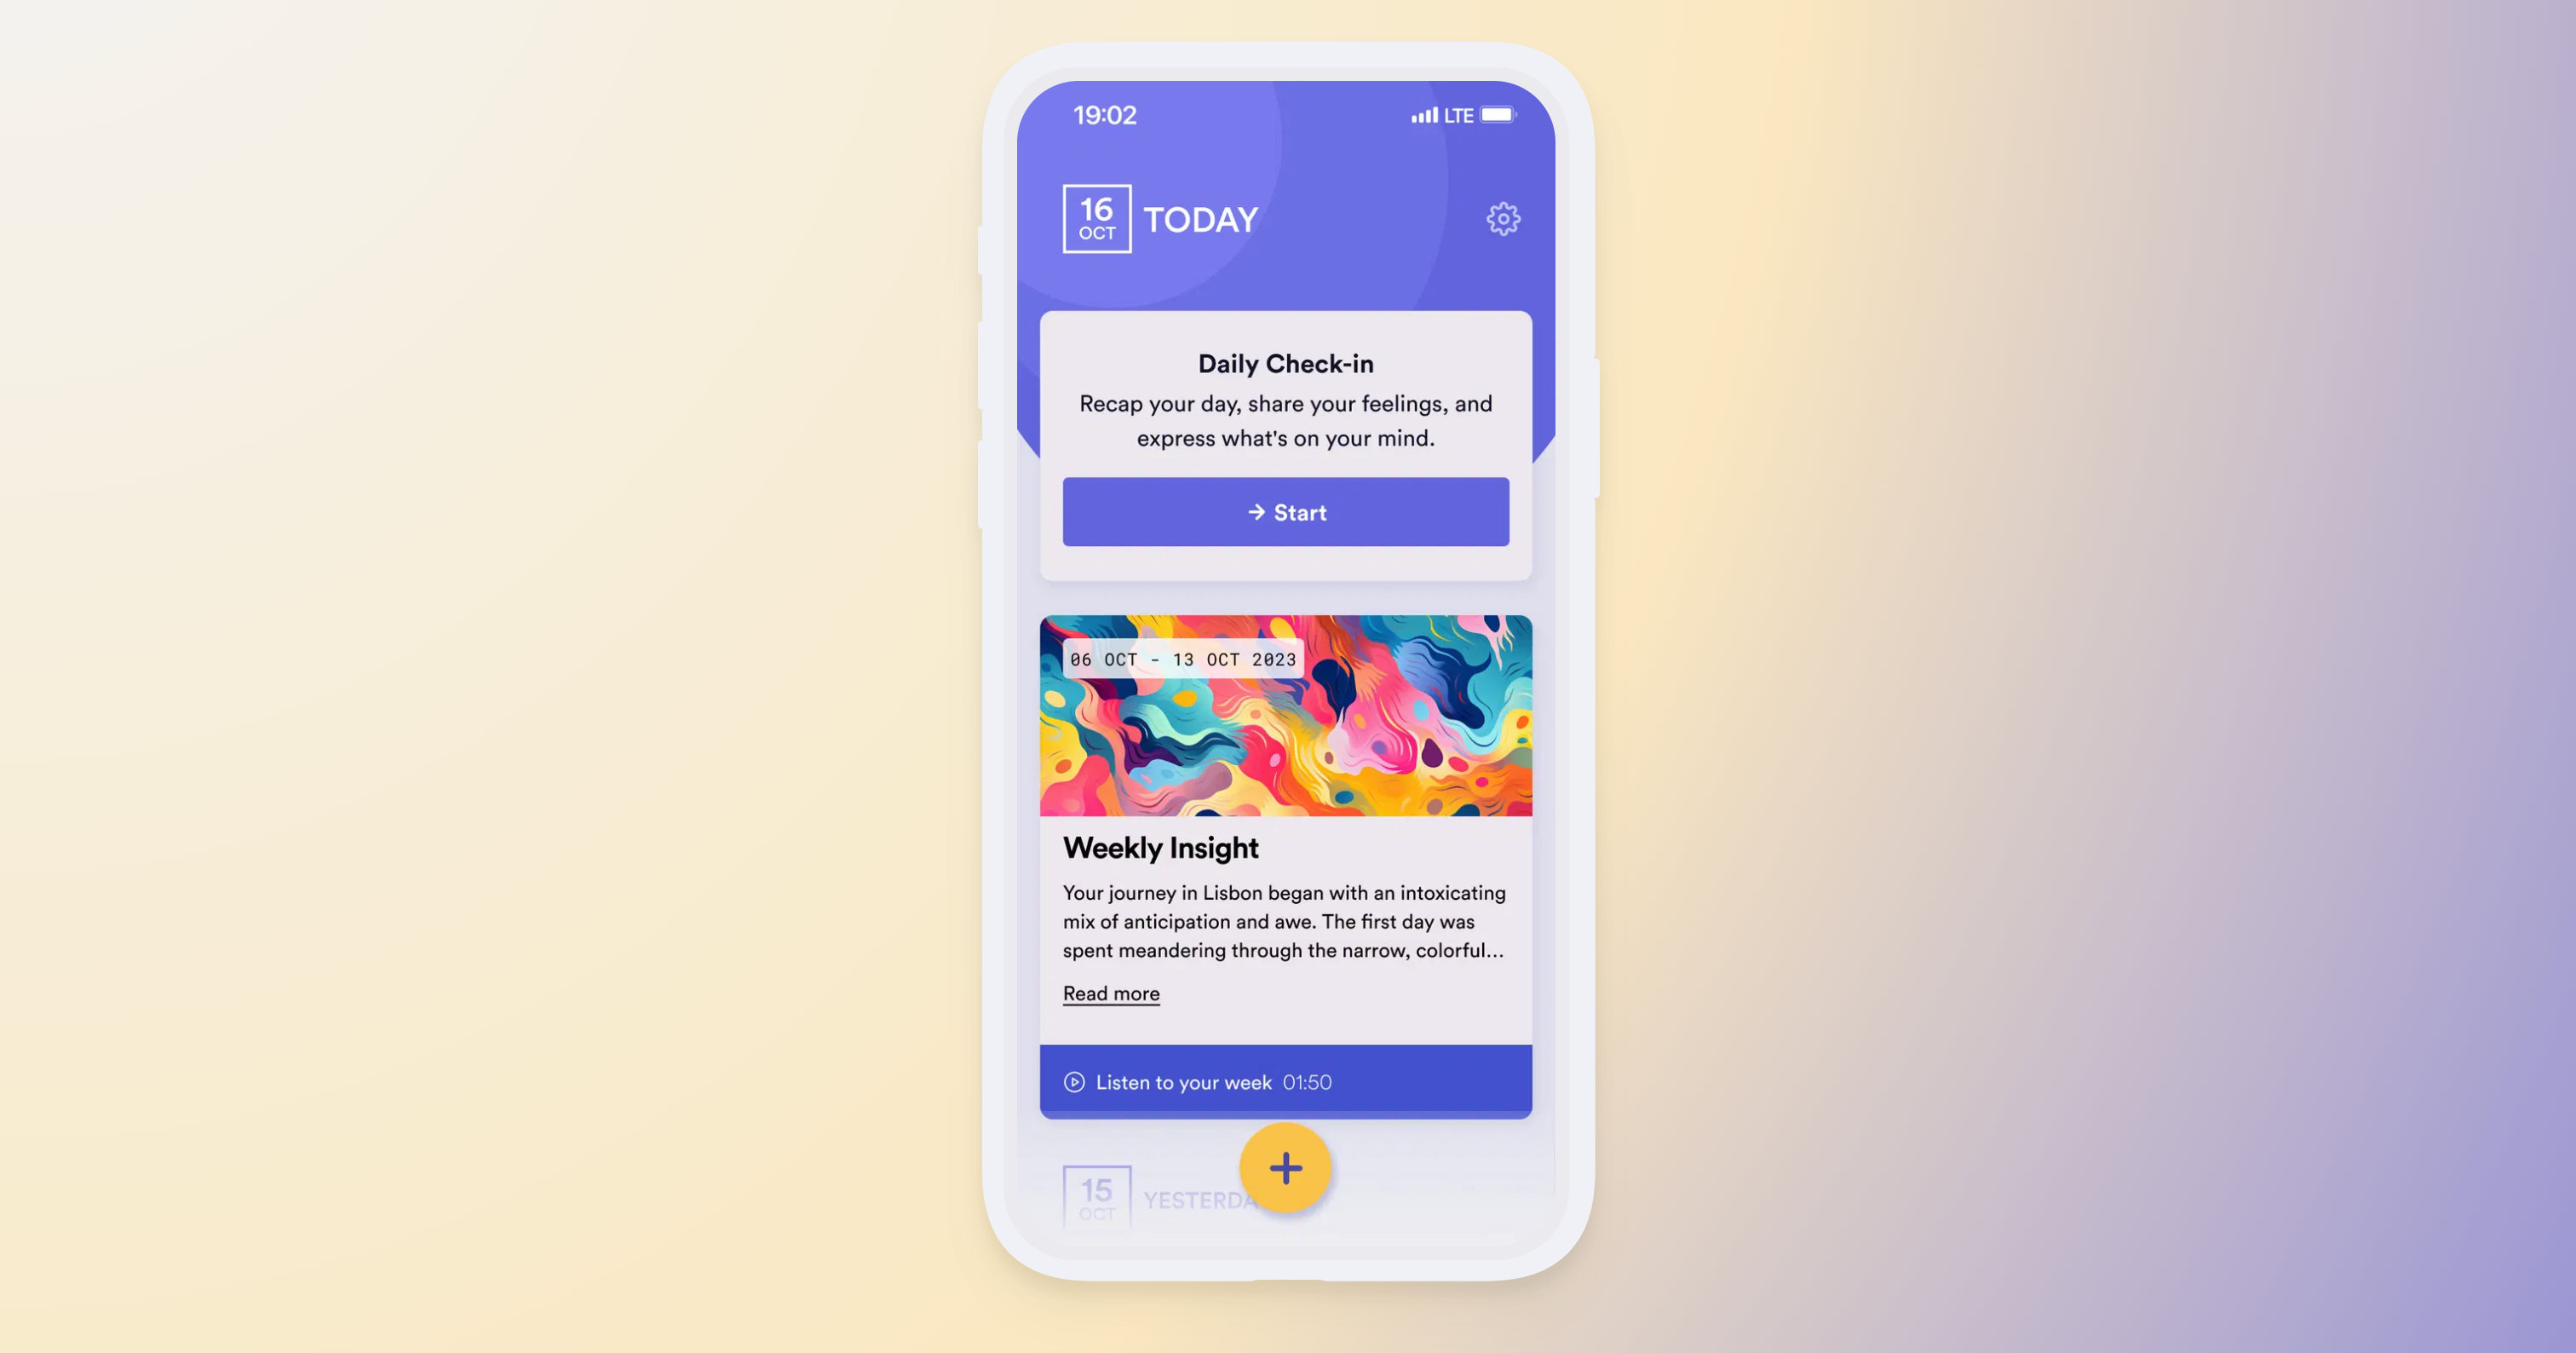 19:02
LTE
16
OCT
TODAY
Daily Check-in
Recap your day, share your feelings, and
express what's on your mind.
→ Start
06 OCT - 13 OCT 2023
Weekly Insight
Your journey in Lisbon began with an intoxicating
mix of anticipation and awe. The first day was
spent meandering through the narrow, colorful...
Read more
Listen to your week 01:50
+
15
OCT
YESTERDA